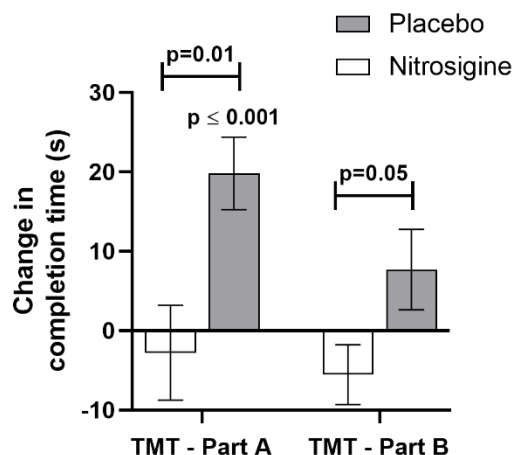 Placebo
Nitrosigine
p=0.01
30
p ≤ 0.001
20
p=0.05
10
0
-10
Change in
completion time (s)
TMT - Part A
TMT - Part B